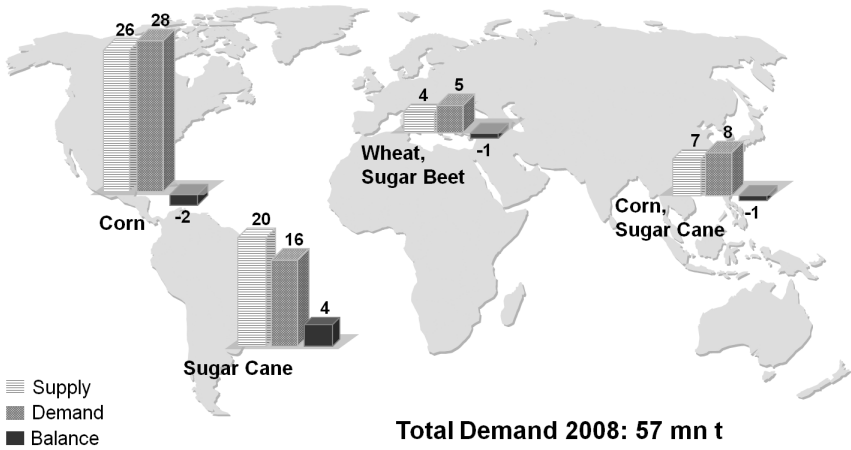 26
28
-2
Corn
4
5
-1
Wheat,
Sugar Beet
7
8
-1
Corn,
Sugar Cane
20
16
4
Sugar Cane
Supply
Demand
Balance
Total Demand 2008: 57 mn t